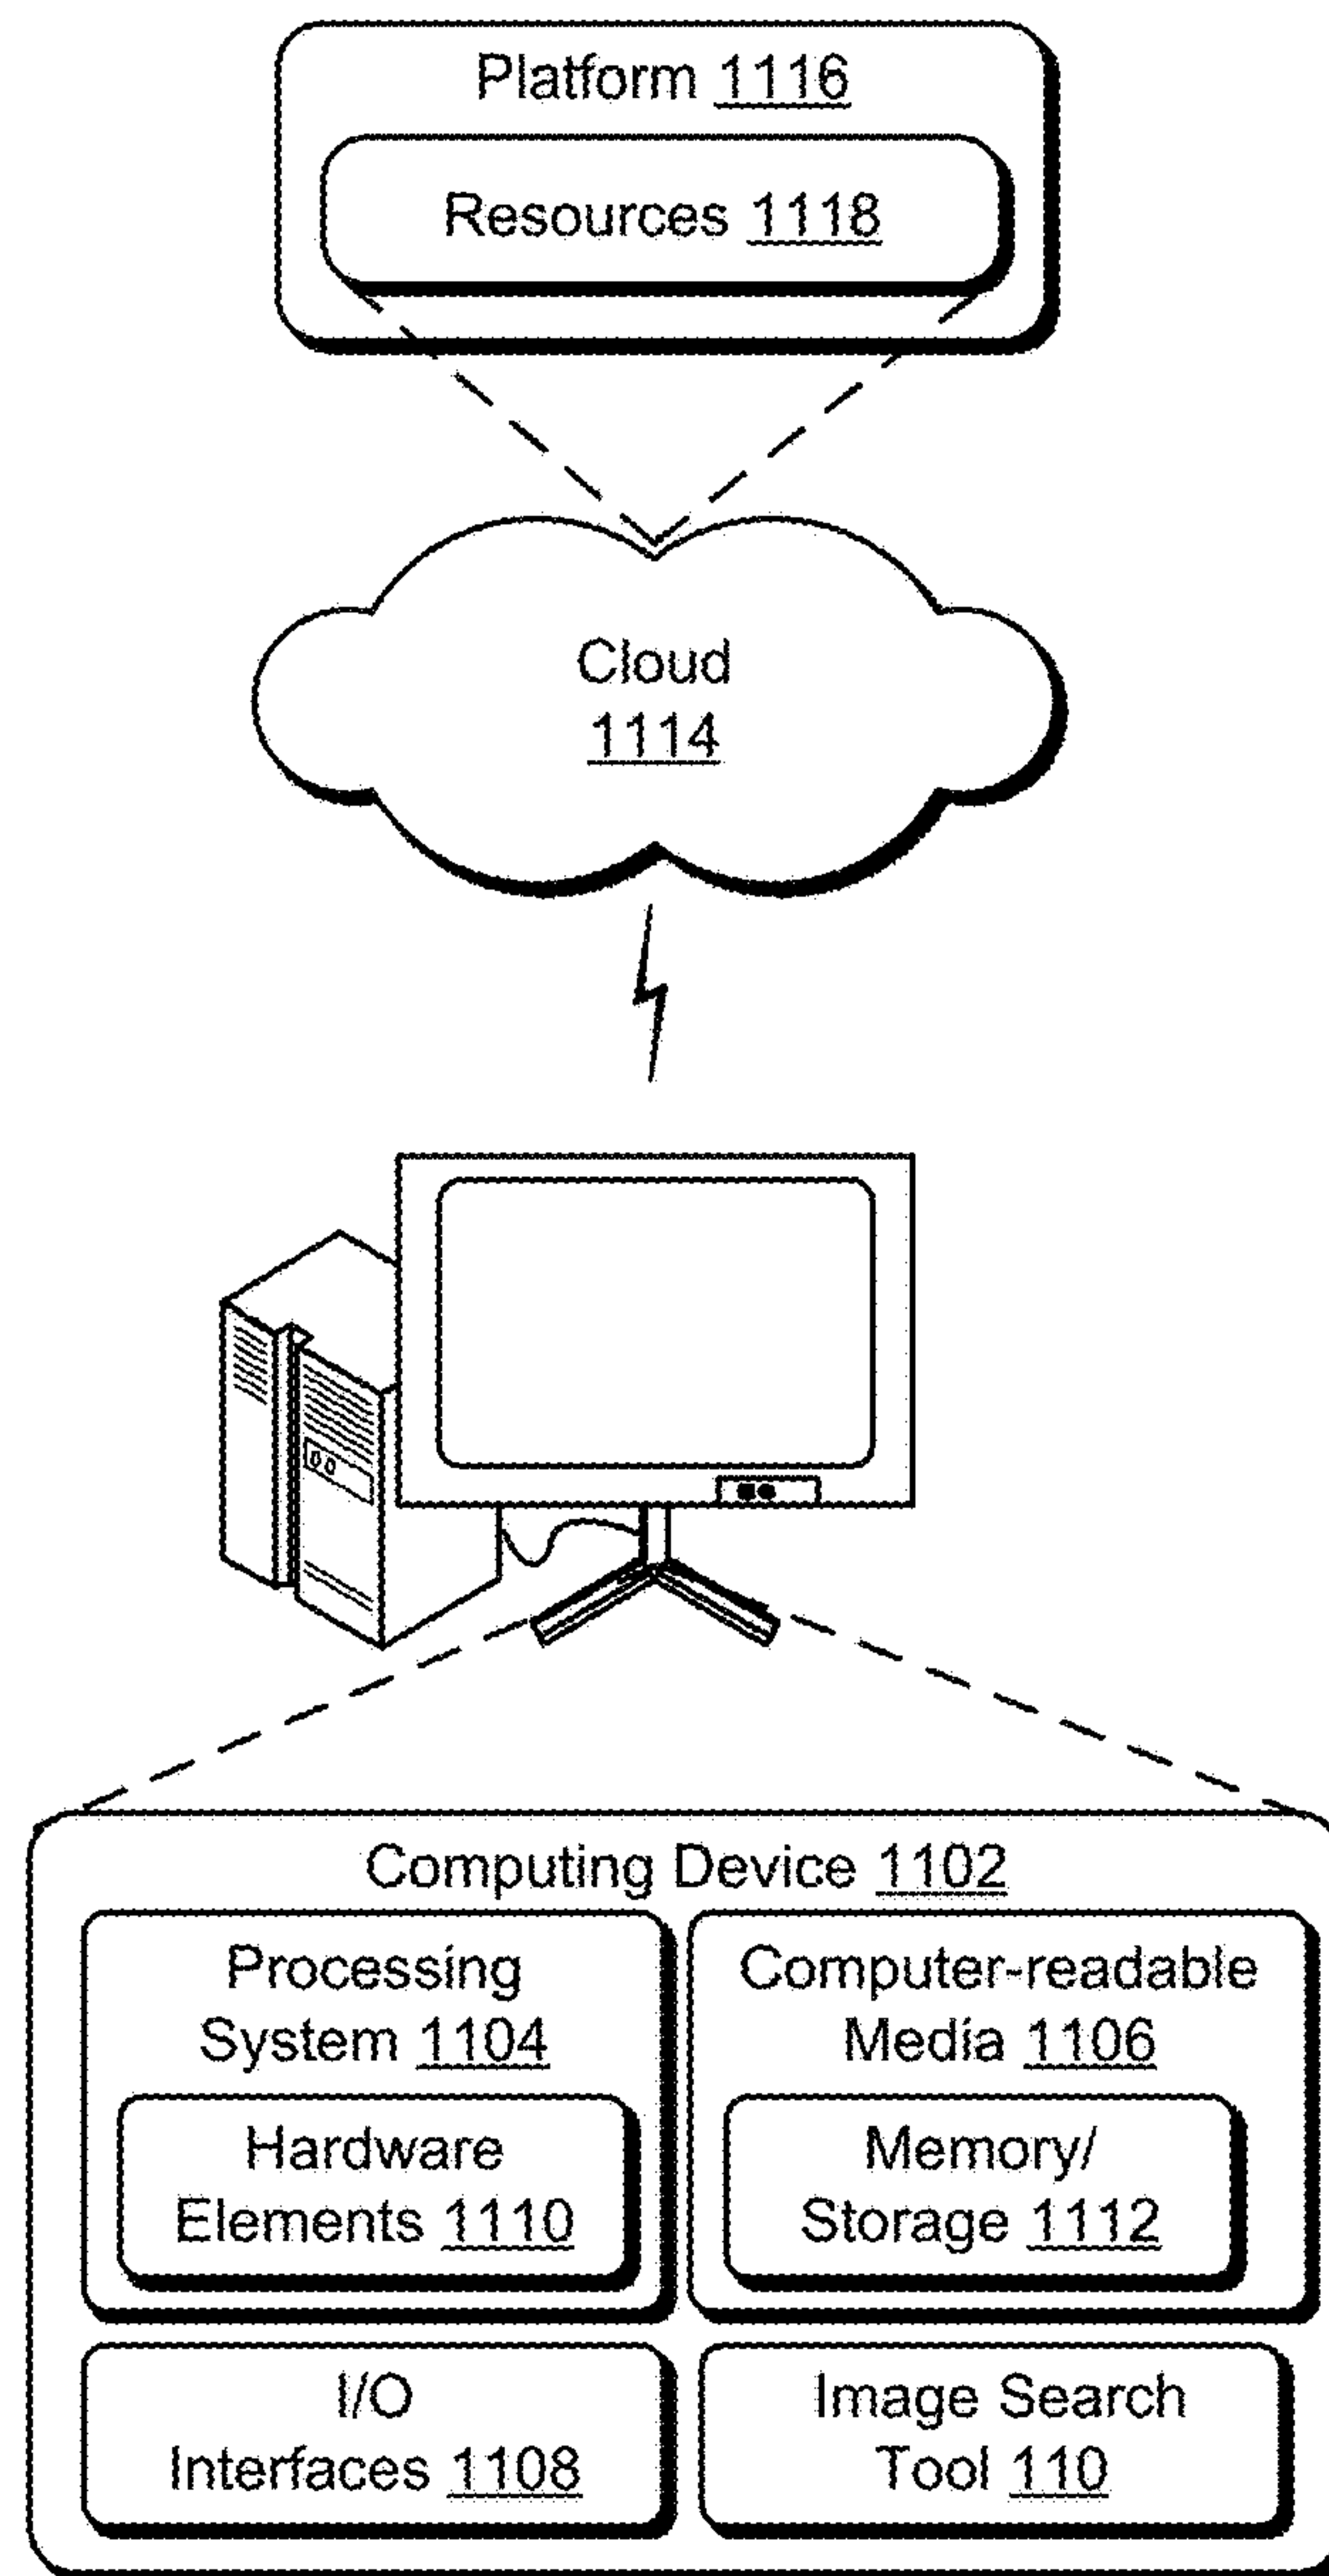 Platform 1116
Resources 1118
Cloud
1114
Computing Device 1102
Processing
System 1104
Hardware
Elements 1110
Computer-readable
Media 1106
Memory/
Storage 1112
I/O
Interfaces 1108
Image Search
Tool 110